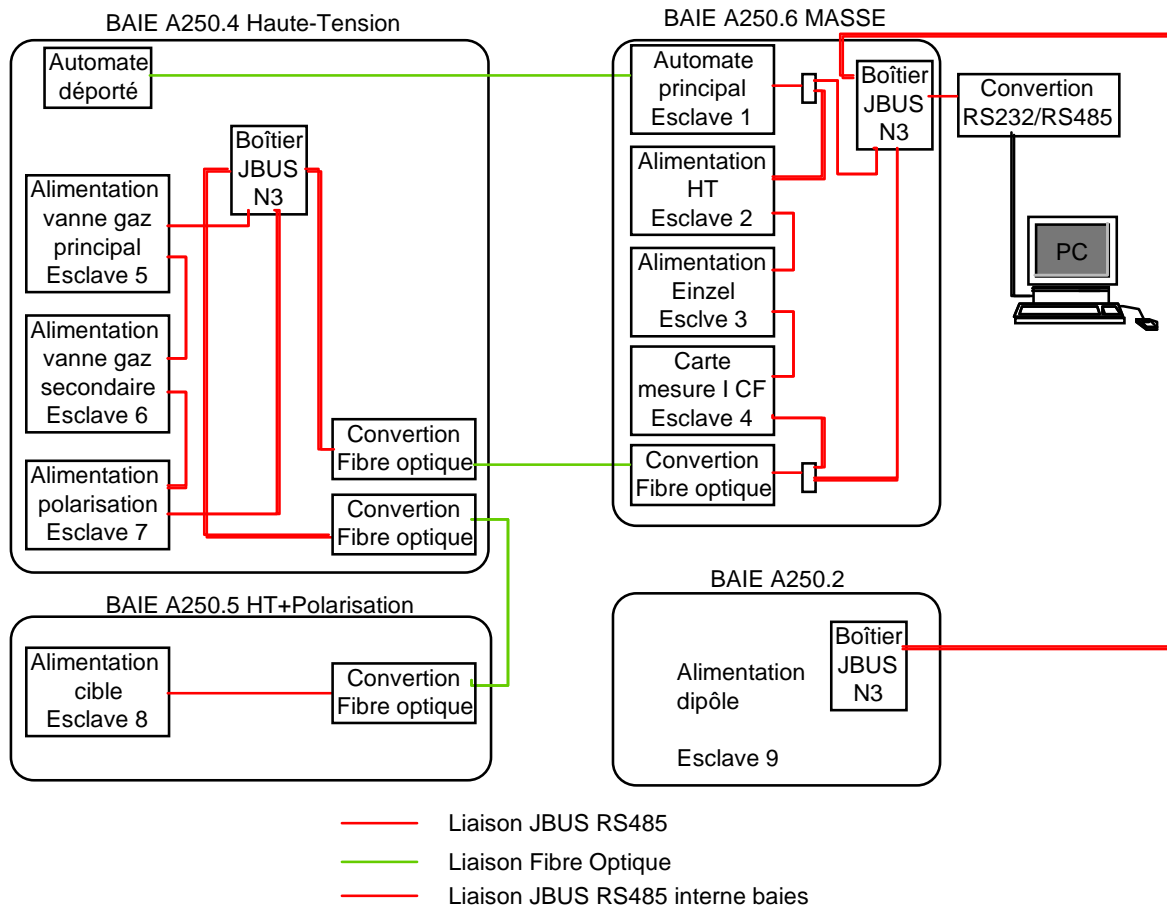 BAIE A250.4 Haute-Tension
Automate
déporté
Boîtier
JBUS
N3
Alimentation
vanne gaz
principal
Esclave 5
Alimentation
vanne gaz
secondaire
Esclave 6
Alimentation
polarisation
Esclave 7
Convertion
Fibre optique
Convertion
Fibre optique
BAIE A250.6 MASSE
Automate
principal
Esclave 1
Alimentation
HT
Esclave 2
Alimentation
Einzel
Esclve 3
Carte
mesure I CF
Esclave 4
Convertion
Fibre optique
Boîtier
JBUS
N3
Convertion
RS232/RS485
PC
BAIE A250.5 HT+Polarisation
Alimentation
cible
Esclave 8
Convertion
Fibre optique
BAIE A250.2
Alimentation
dipôle
Esclave 9
Boîtier
JBUS
N3
Liaison JBUS RS485
Liaison Fibre Optique
Liaison JBUS RS485 interne baies